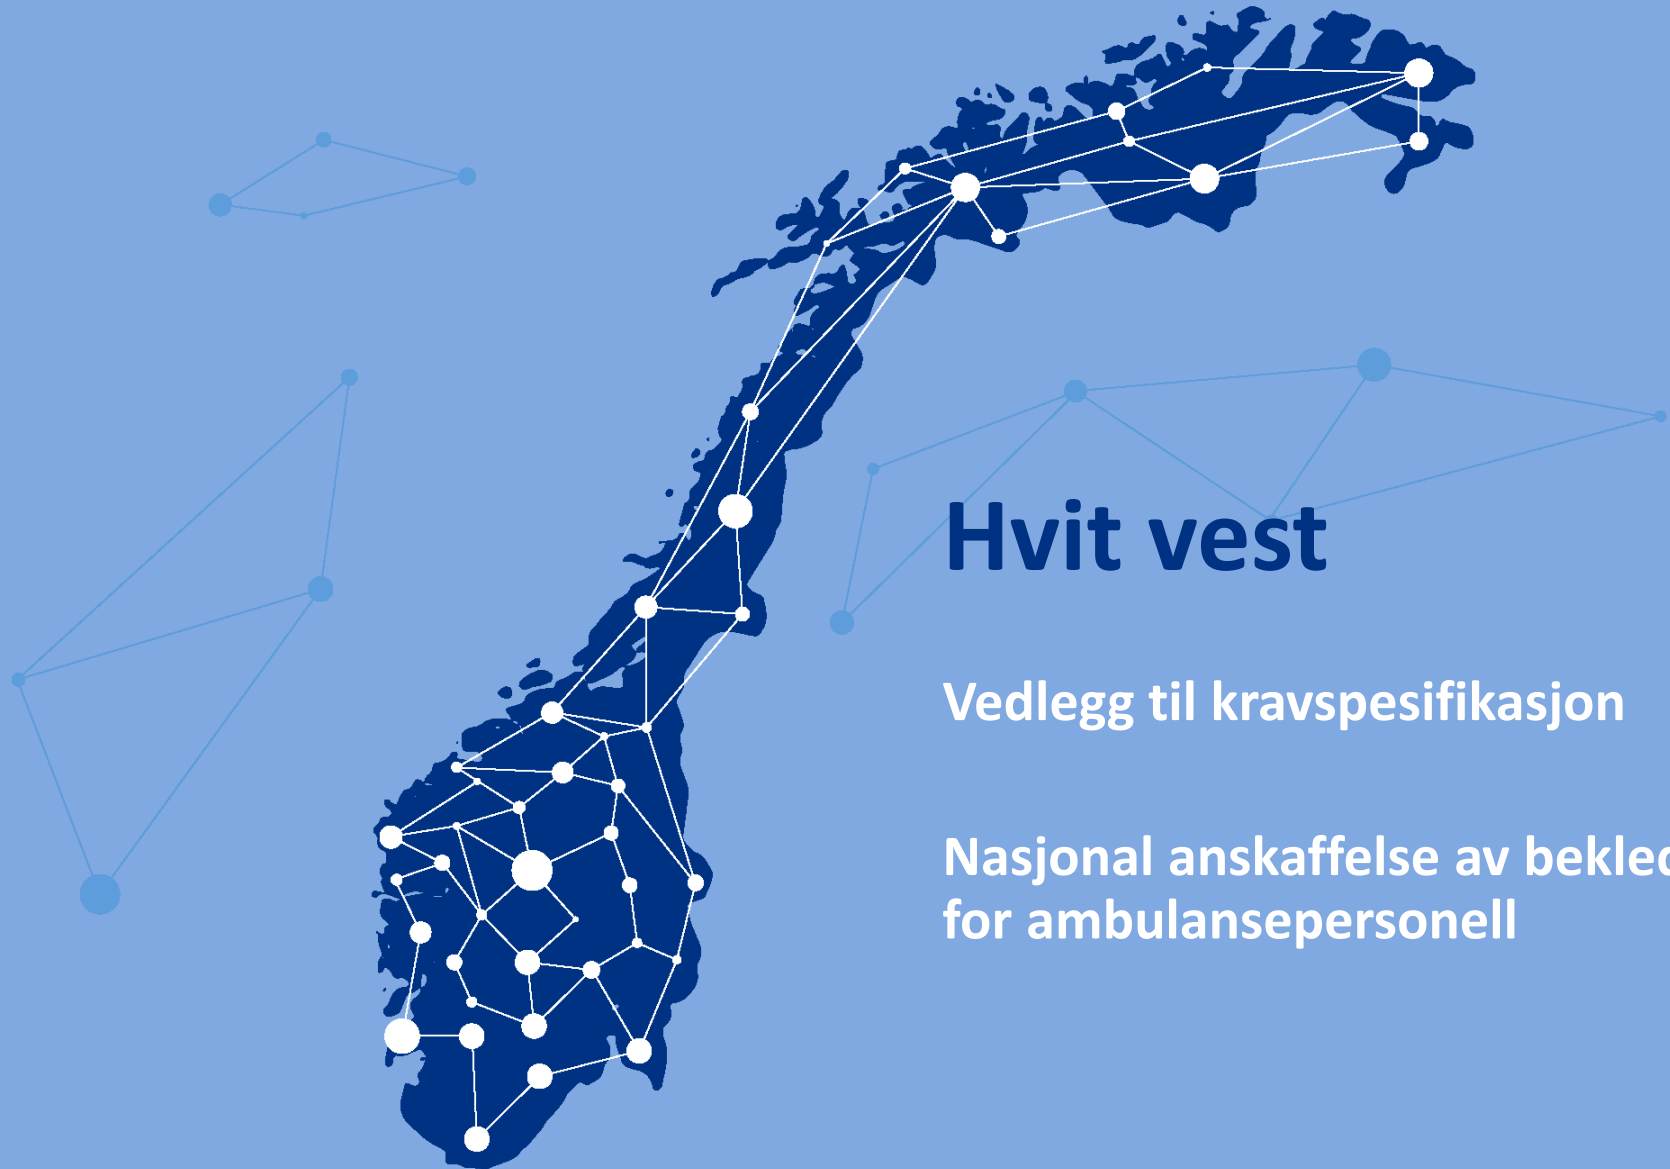 Hvit vest
Vedlegg til kravspesifikasjon
Nasjonal anskaffelse av
for ambulansepersonell